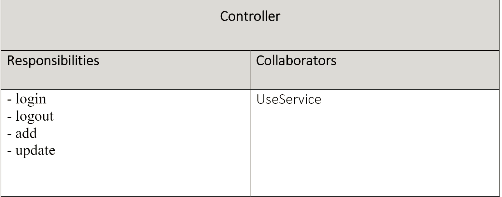 Controller
Responsibilities
Collaborators
- login
- logout
- add
- update
UseService